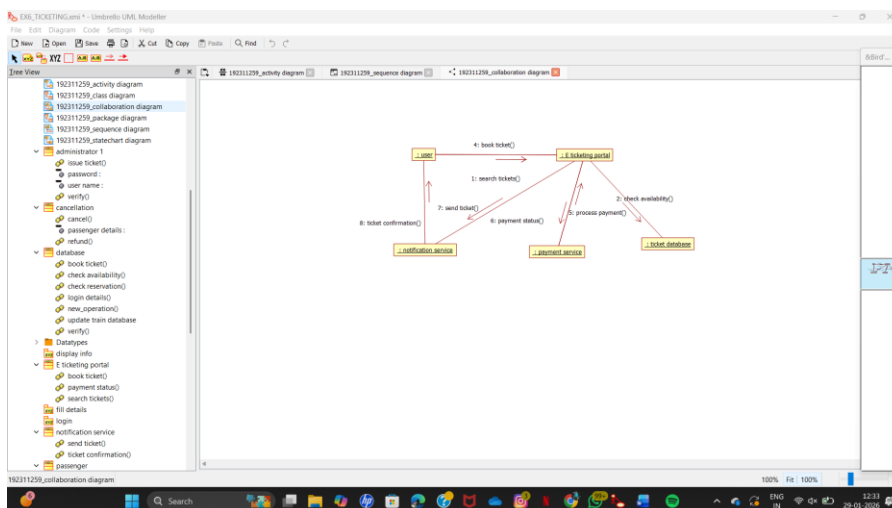 EX6_TICKETING.xmi * - Umbrello UML Modeller
File Edit Diagram Code Settings Help
New Open Save Cut Copy Paste Find
XYZ
Tree View
192311259_activity diagram
192311259_sequence diagram
192311259_collaboration diagram
192311259_activity diagram
192311259_class diagram
192311259_collaboration diagram
192311259_package diagram
192311259_sequence diagram
192311259_statechart diagram
administrator 1
issue ticket()
password :
user name :
verify()
cancellation
cancel()
passenger details :
refund()
database
book ticket()
check availability()
check reservation()
login details()
new_operation()
update train database
verify()
Datatypes
display info
E ticketing portal
book ticket()
payment status()
search tickets()
fill details
login
notification service
send ticket()
ticket confirmation()
passenger
4: book ticket()
: user
: E ticketing portal
1: search tickets()
2: check availability()
7: send ticket()
5: process payment()
8: ticket confirmation()
6: payment status()
: notification service
: payment service
: ticket database
&Bird'...
192311259_collaboration diagram
100% Fit 100%
Search
99+
ENG
IN
12:33
29-01-2026